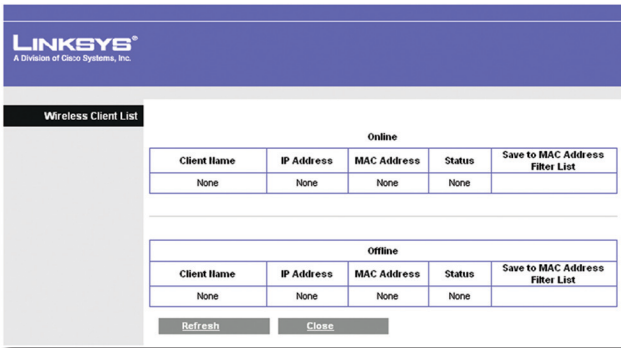 LINKSYS®
A Division of Cisco Systems, Inc.
Wireless Client List
Online
Client Name IP Address MAC Address Status Save to MAC Address Filter List
None None None None
Offline
Client Name IP Address MAC Address Status Save to MAC Address Filter List
None None None None
Refresh Close